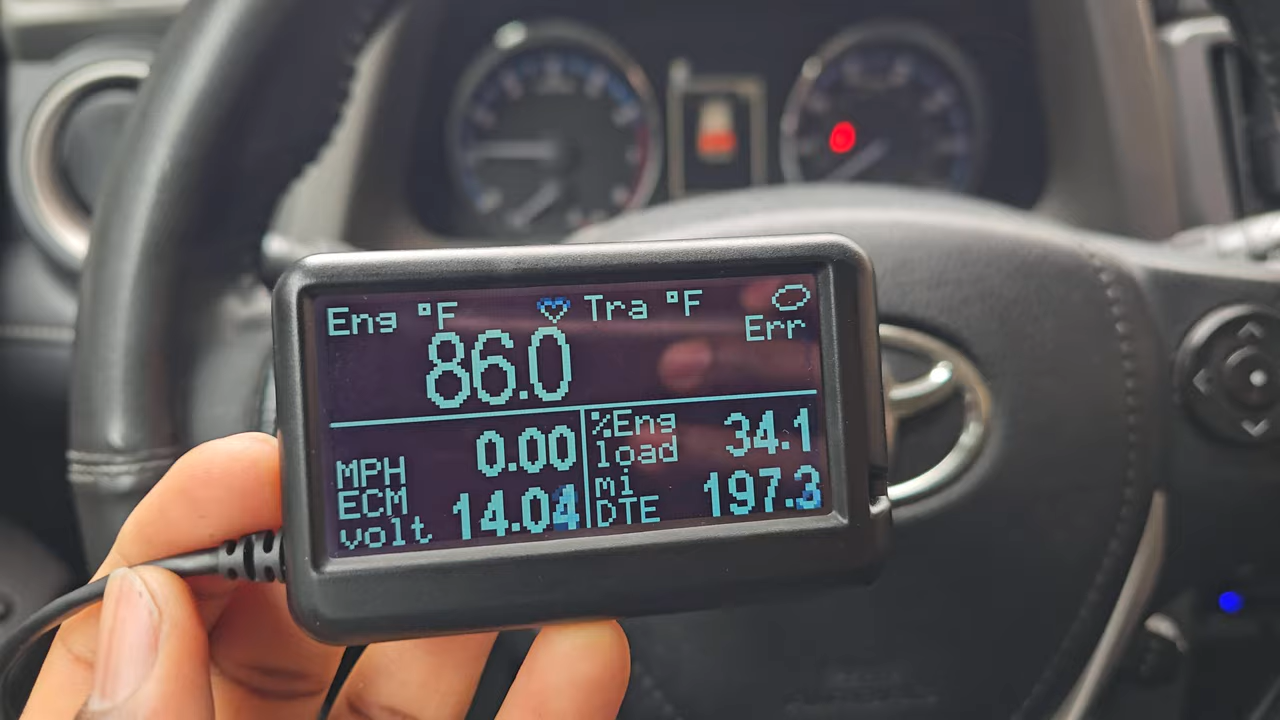 Eng °F
Tra °F
86.0
Err
MPH 0.00
ECM volt 14.04
%Eng load 34.1
mi DTE 197.3